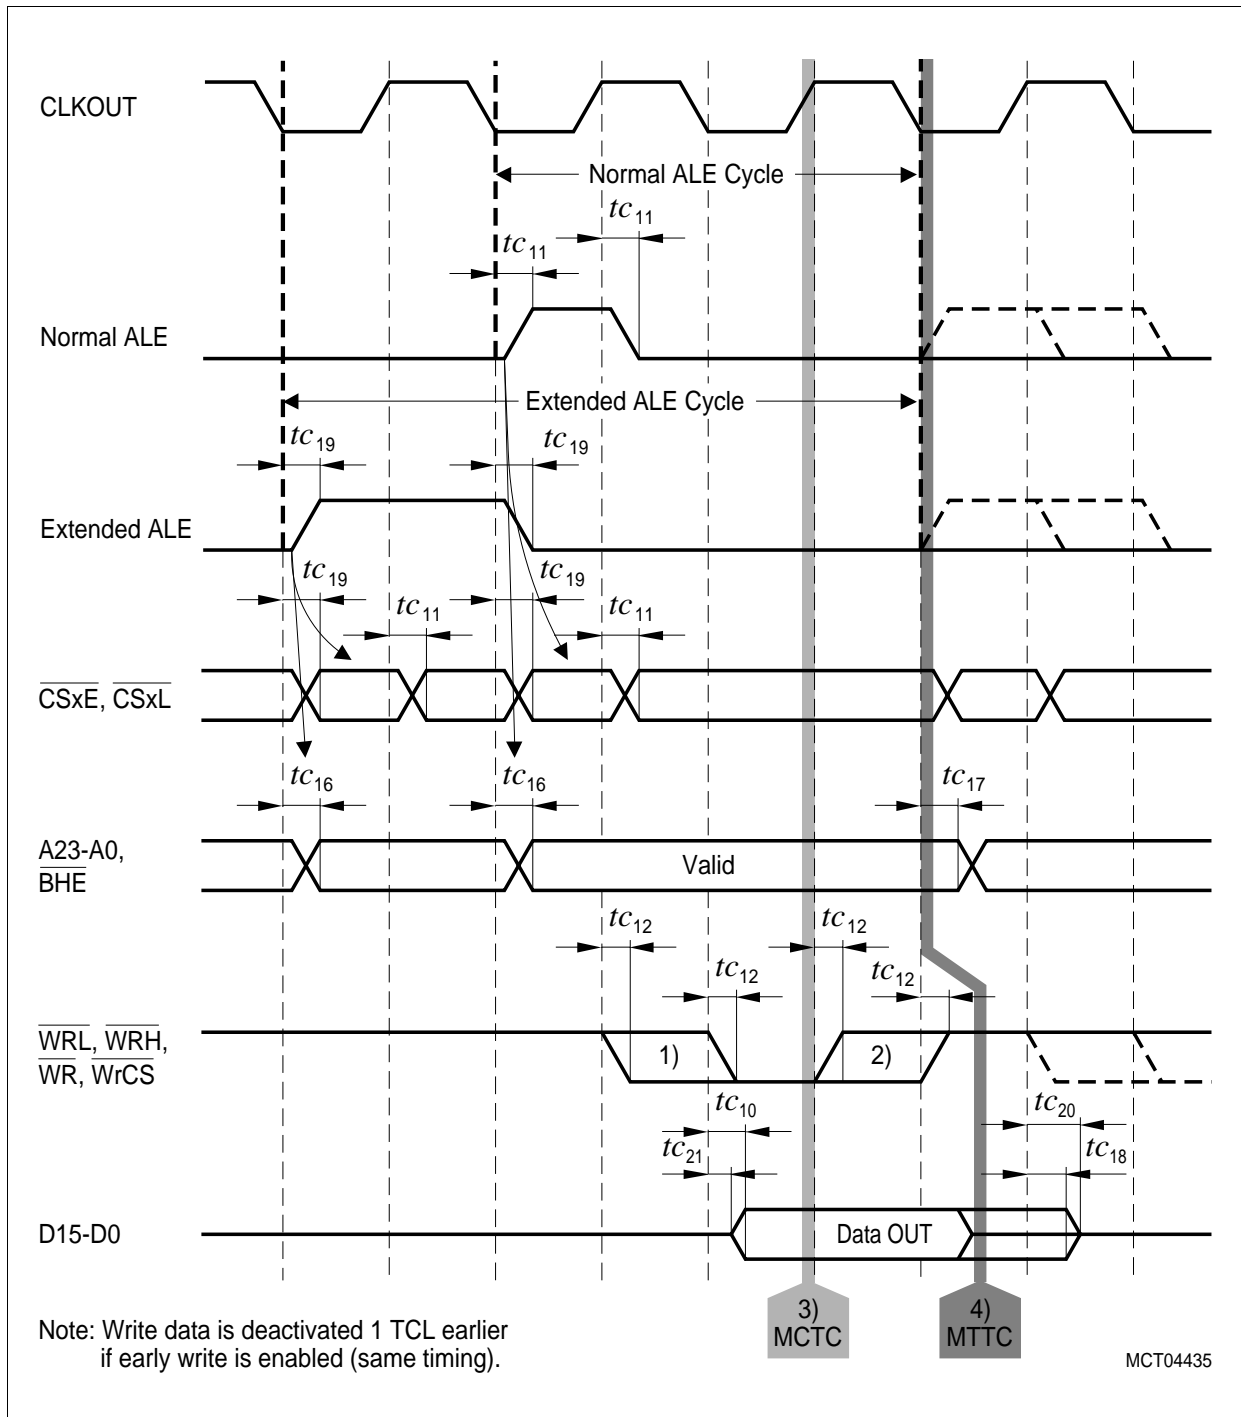 CLKOUT
Normal ALE Cycle
tc11
tc11
Normal ALE
Extended ALE Cycle
tc19
tc19
Extended ALE
tc19
tc19
tc11
tc11
CSxE, CSxL
tc16
tc16
tc17
A23-A0,
BHE
Valid
tc12
tc12
tc12
tc12
WRL, WRH,
WR, WrCS
1)
2)
tc10
tc20
tc21
tc18
D15-D0
Data OUT
3)
MCTC
4)
MTTC
Note: Write data is deactivated 1 TCL earlier
if early write is enabled (same timing).
MCT04435